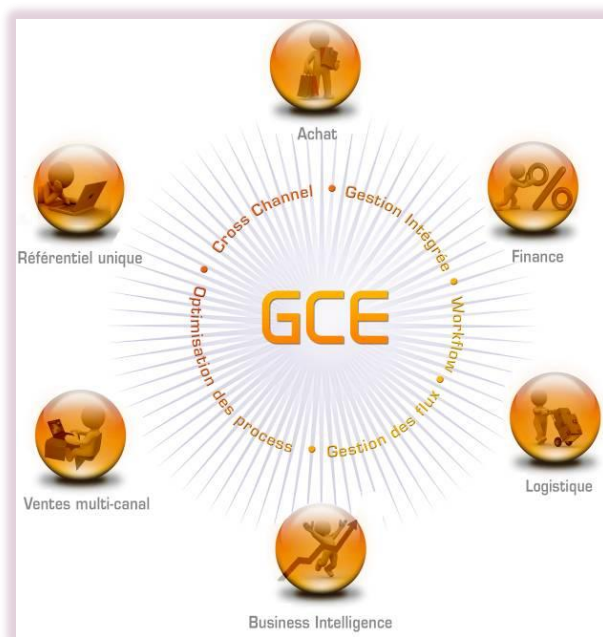 Achat
Cross Channel • Gestion Intégrée • Workflow • Gestion des flux • Optimisation des process •
Référentiel unique
Finance
GCE
Ventes multi-canal
Logistique
Business Intelligence